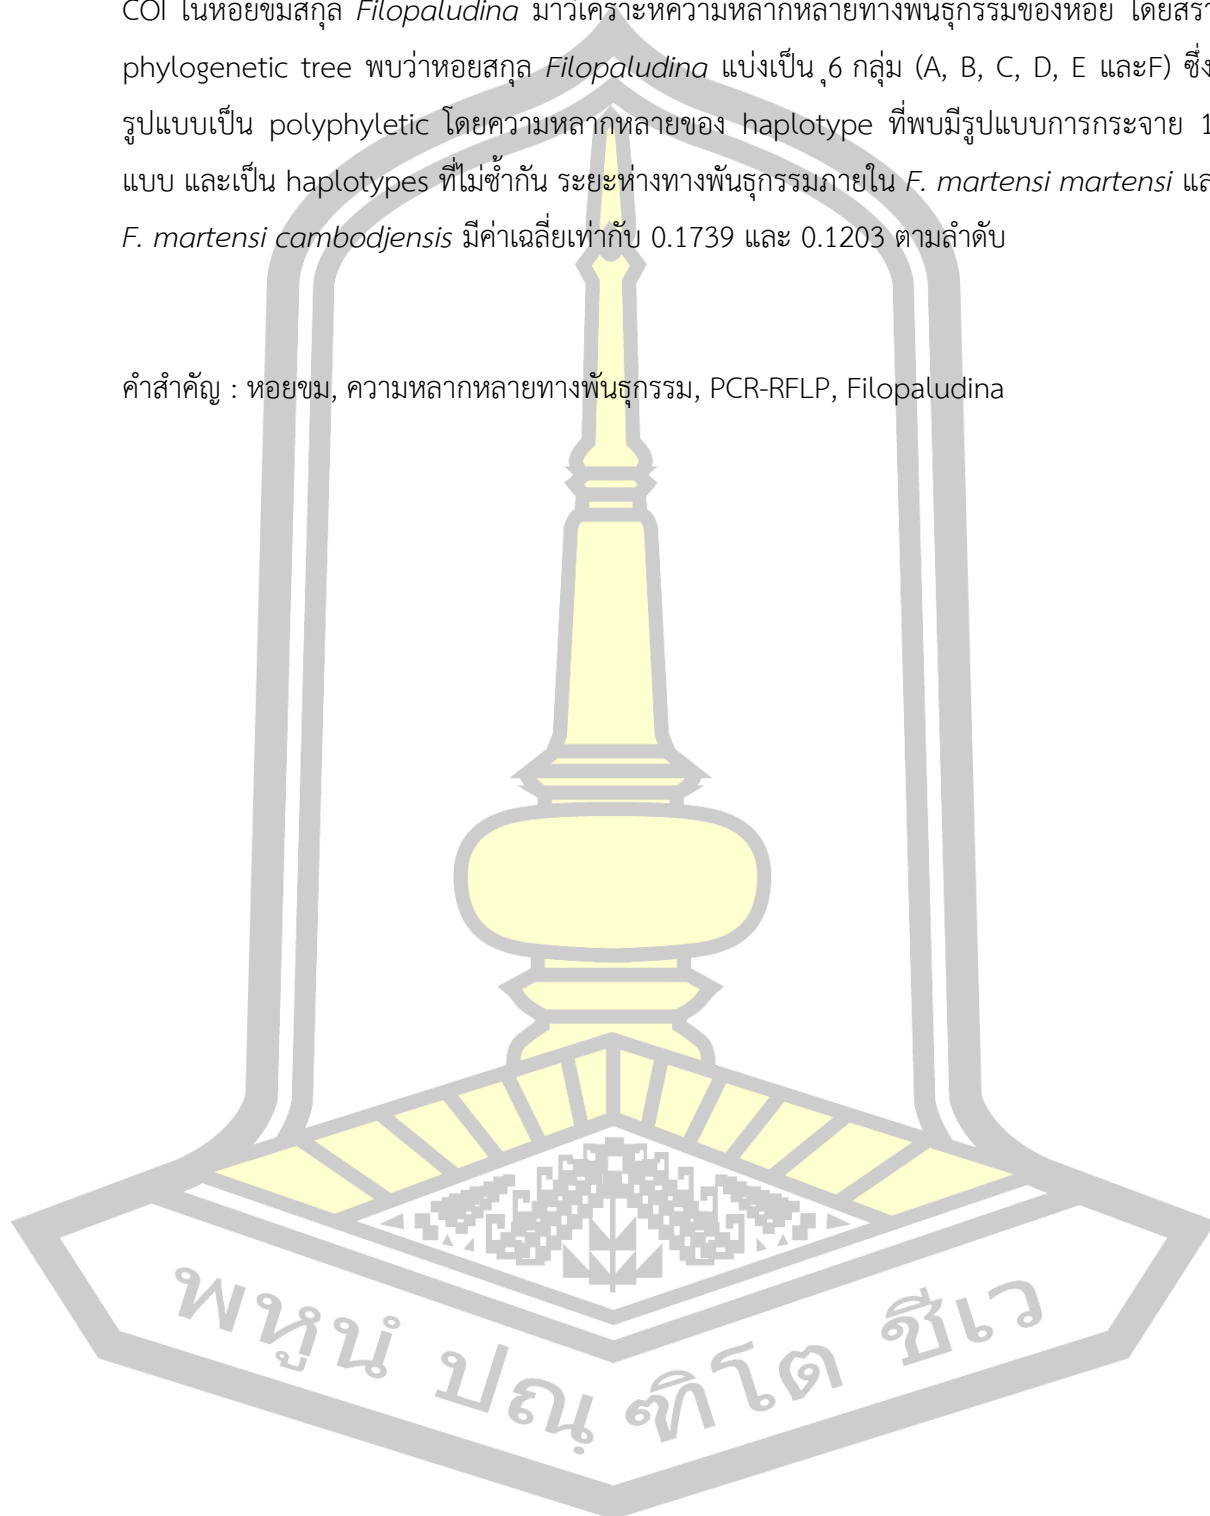 COI ในหอยขมสกุล Filopaludina มาวิเคราะห์ความหลากหลายทางพันธุกรรมของหอย โดยสรา
phylogenetic tree พบว่าหอยสกุล Filopaludina แบ่งเป็น ุ6 กลุ่ม (A, B, C, D, E และF) ซึ่ง
รูปแบบเป็น polyphyletic โดยความหลากหลายของ haplotype ที่พบมีรูปแบบการกระจาย 1
แบบ และเป็น haplotypes ที่ไม่ซ้ำกัน ระยะห่างทางพันธุกรรมภายใน F. martensi martensi แล
F. martensi cambodjensis มีค่าเฉลี่ยเท่ากับ 0.1739 และ 0.1203 ตามลำดับ
คำสำคัญ : หอยขม, ความหลากหลายทางพันธุกรรม, PCR-RFLP, Filopaludina
พหูนํ ปณฺฑิโต ชีเว